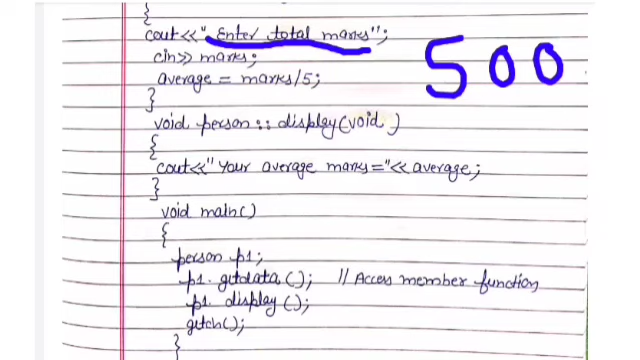 {
cout<<" Enter total marks";
cin>> marks;
average = marks/5;
}
void person :: display(void)
{
cout<<" Your average marks="<< average;
}
void main()
{
person p1;
p1. getdata (); // Access member function
p1. display ();
getch();
}
500